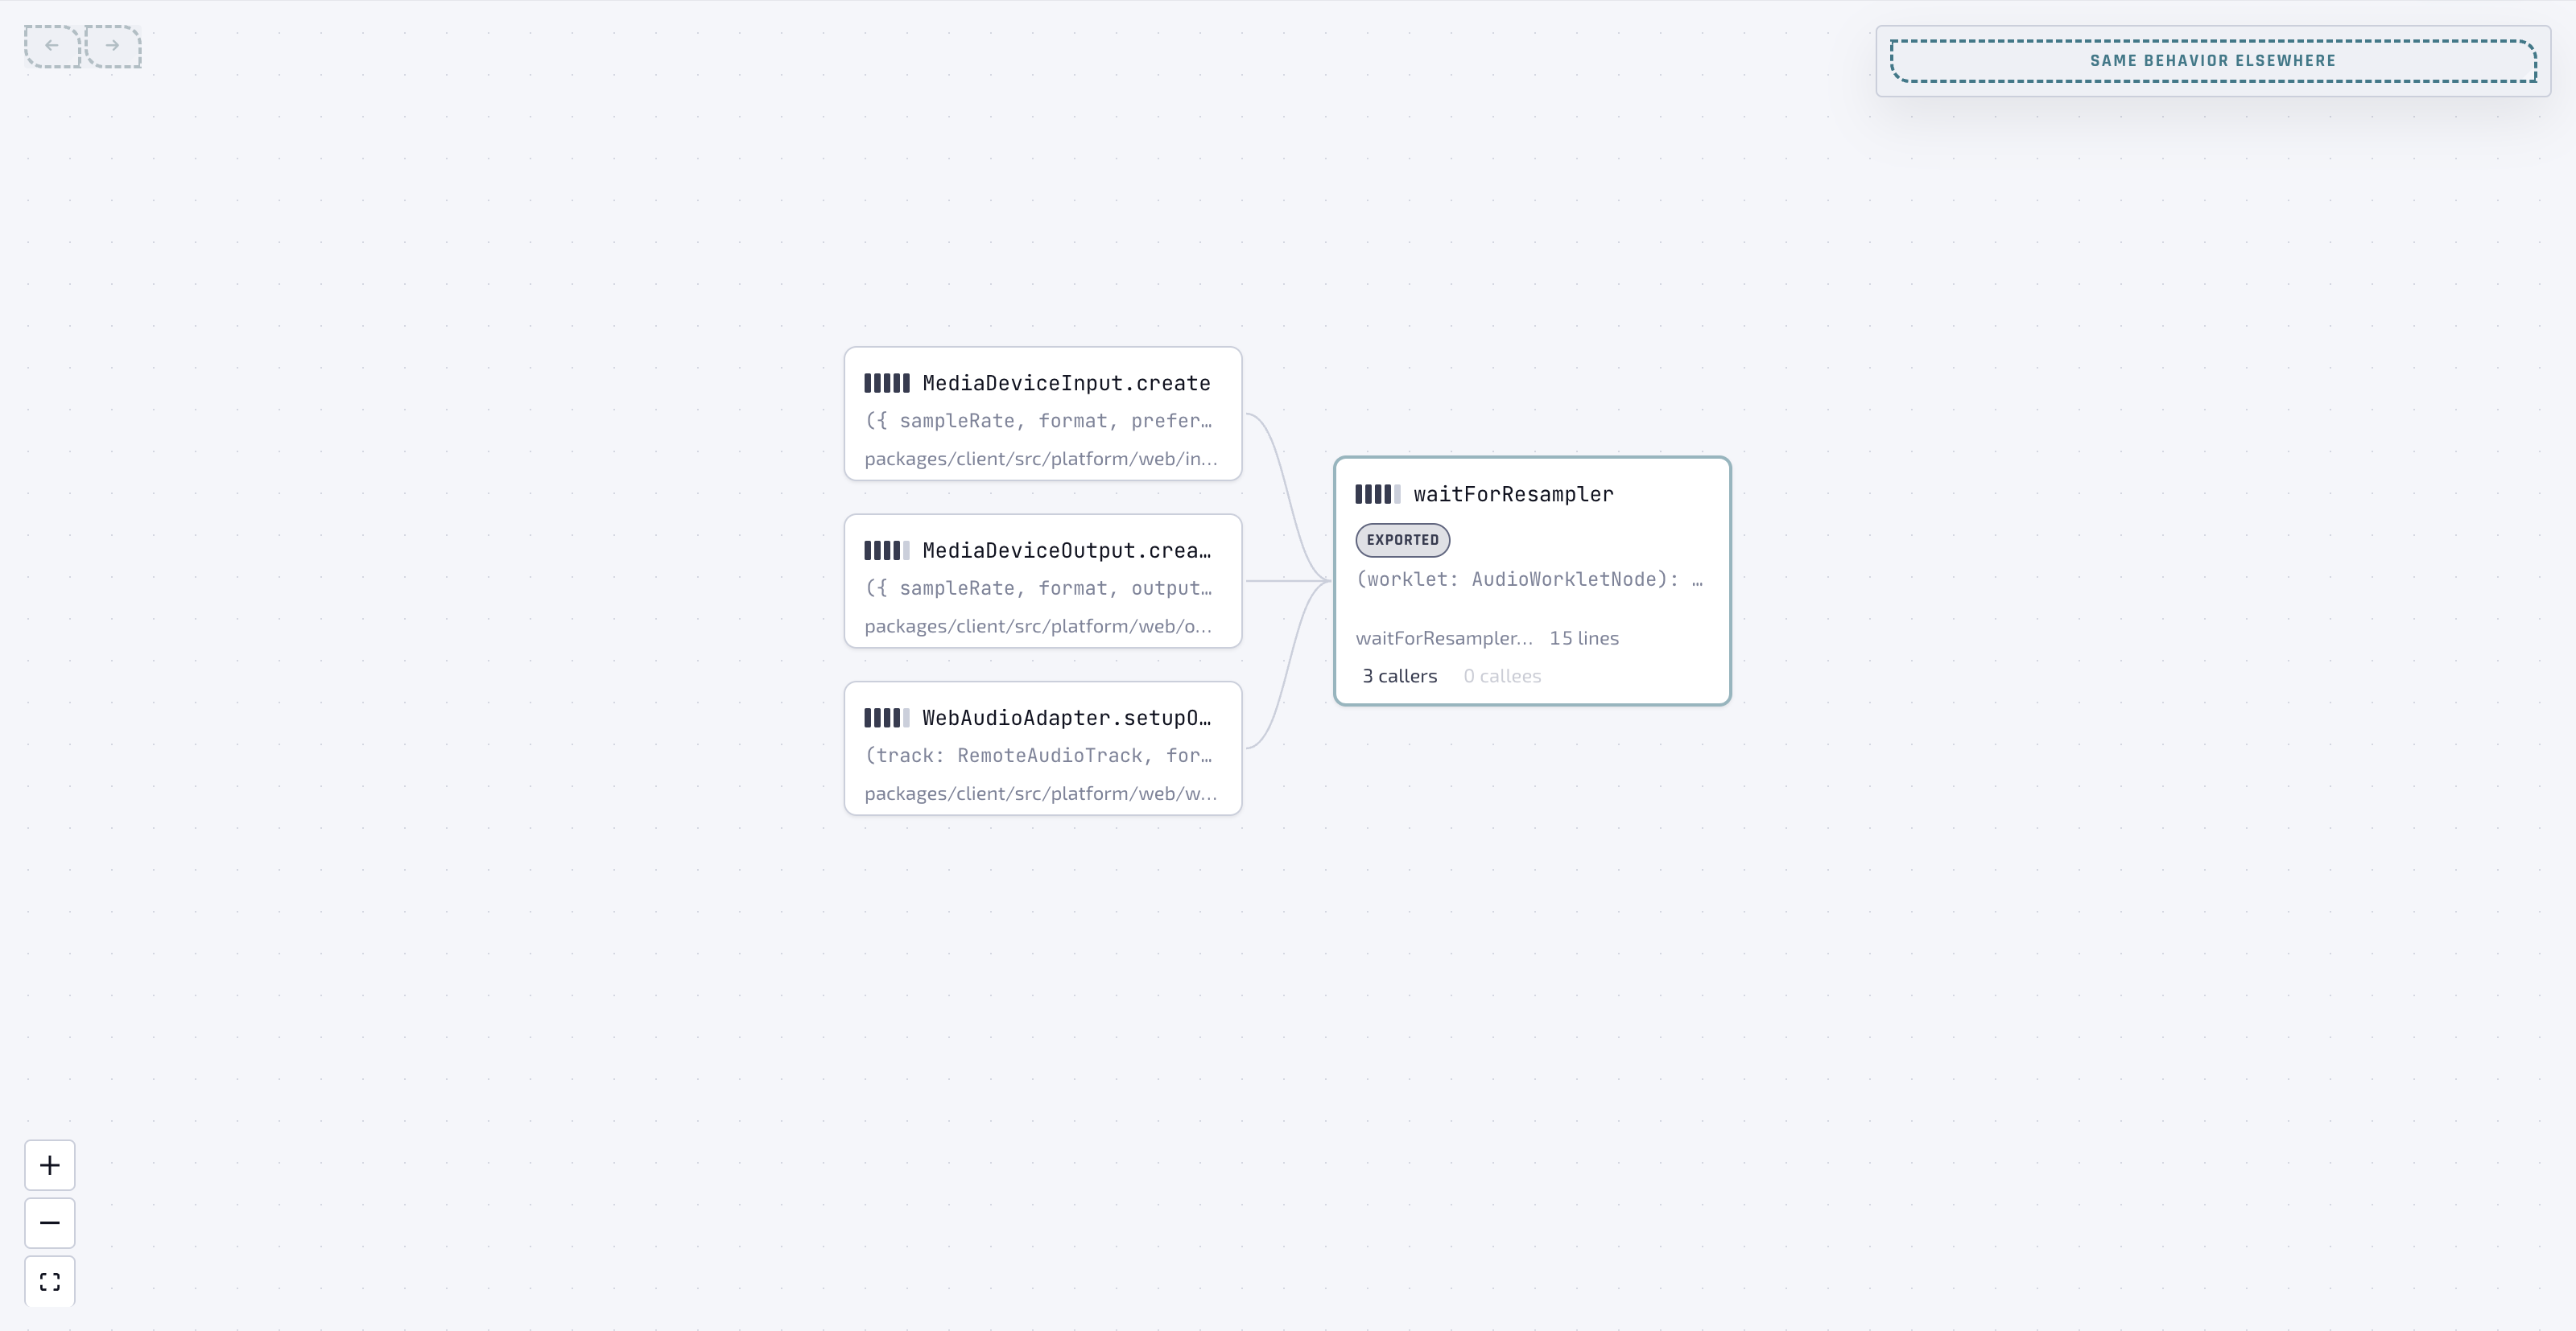 SAME BEHAVIOR ELSEWHERE
MediaDeviceInput.create
({ sampleRate, format, prefer…
packages/client/src/platform/web/in…
MediaDeviceOutput.crea…
({ sampleRate, format, output…
packages/client/src/platform/web/o…
WebAudioAdapter.setupO…
(track: RemoteAudioTrack, for…
packages/client/src/platform/web/w…
waitForResampler
EXPORTED
(worklet: AudioWorkletNode): …
waitForResampler… 15 lines
3 callers 0 callees